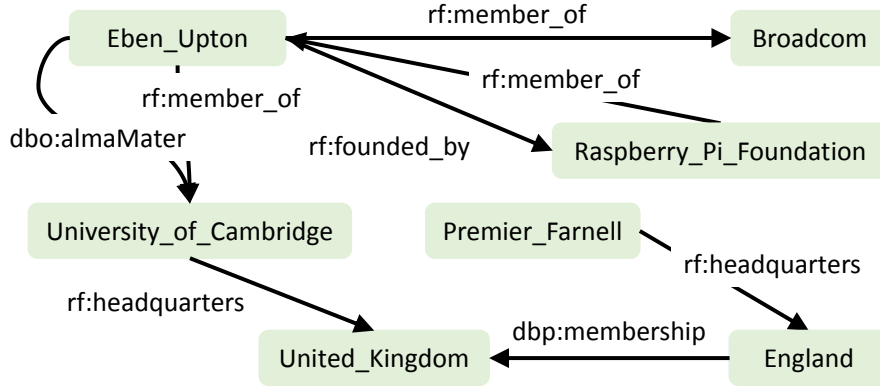 rf:member_of
Eben_Upton
Broadcom
rf:member_of
rf:member_of
dbo:almaMater
rf:founded_by
Raspberry_Pi_Foundation
University_of_Cambridge
Premier_Farnell
rf:headquarters
rf:headquarters
dbp:membership
United_Kingdom
England